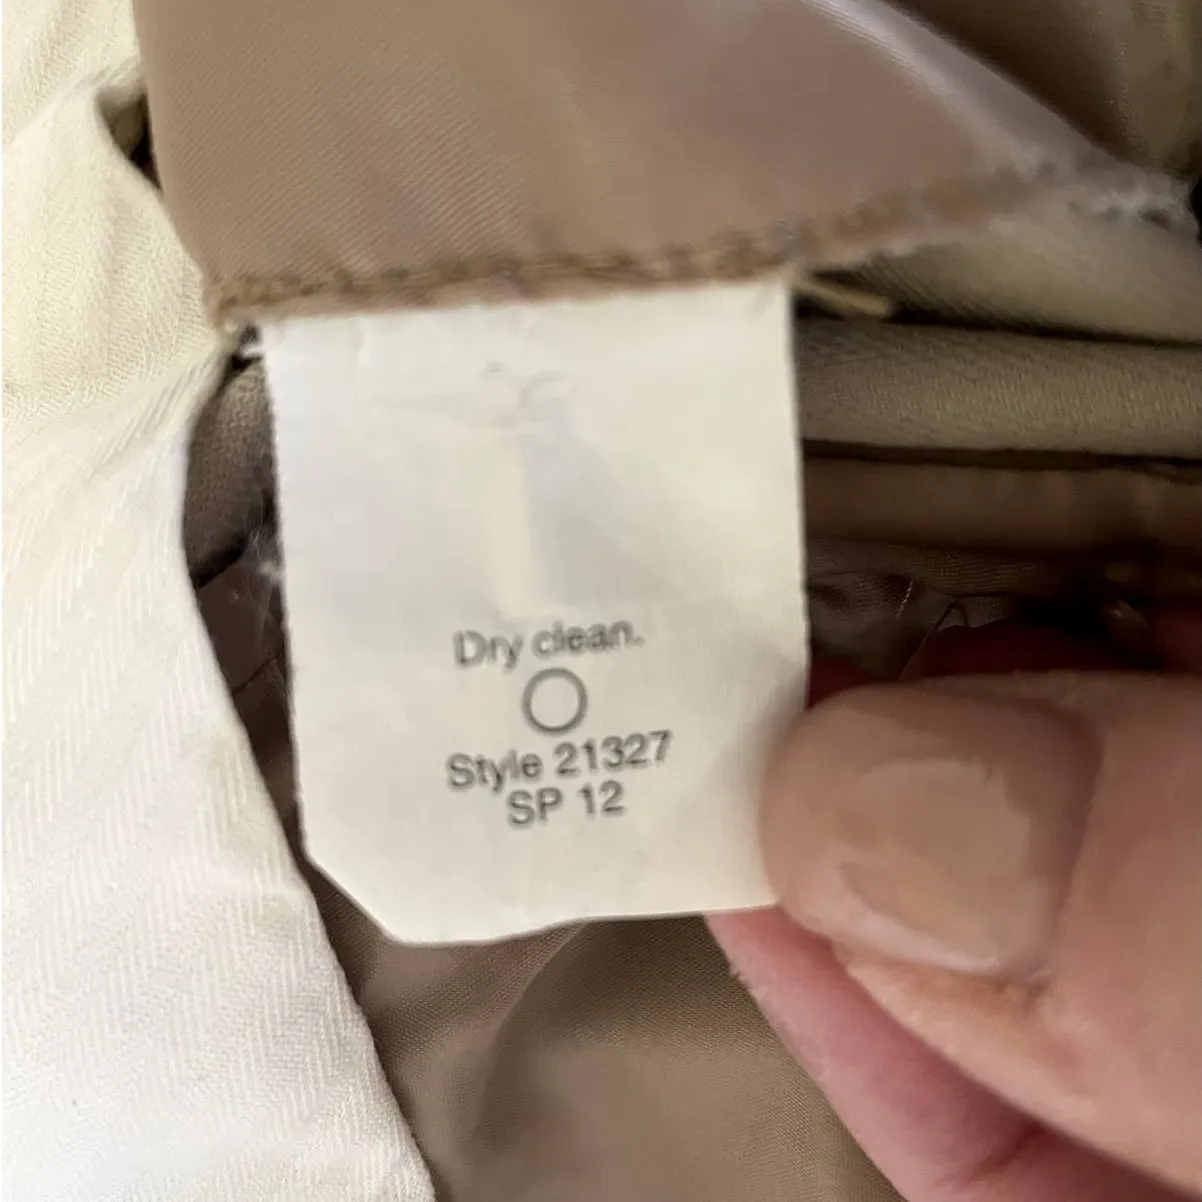 Dry clean.
Style 21327
SP 12